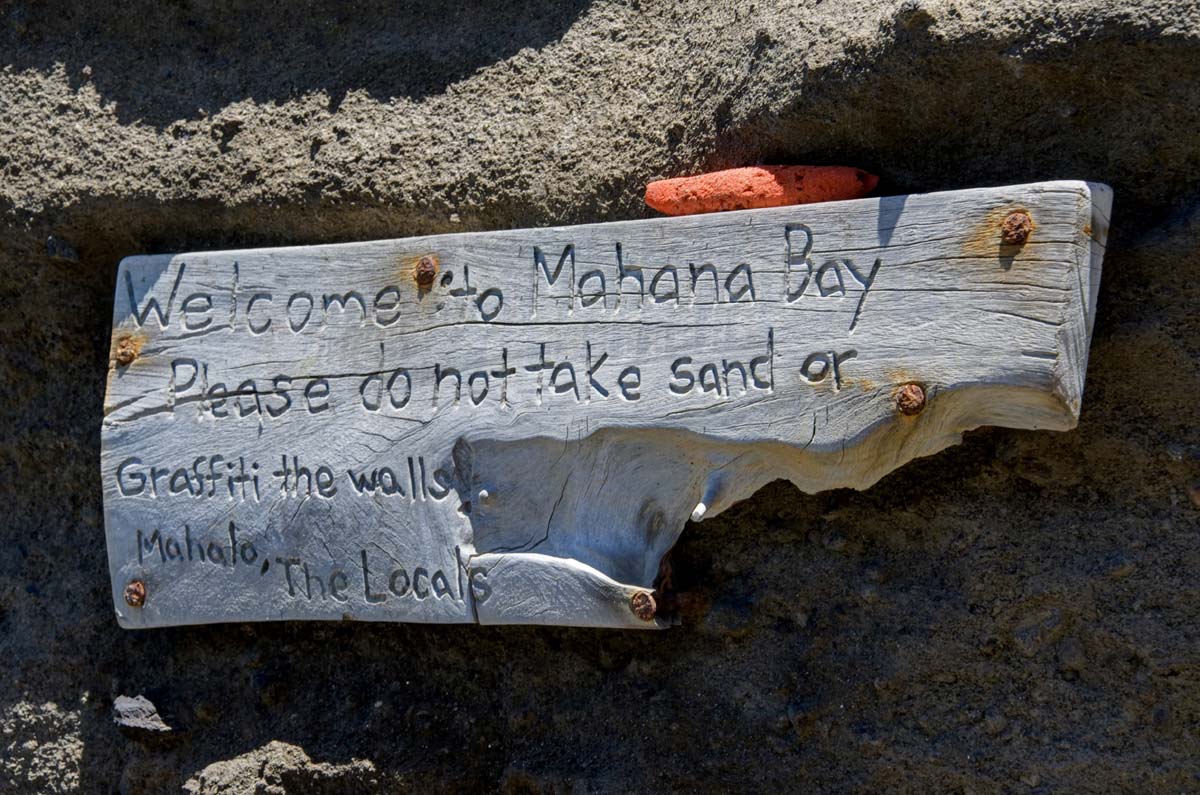 Welcome to Mahana Bay
Please do not take sand or
Graffiti the walls!
Mahalo, The Locals